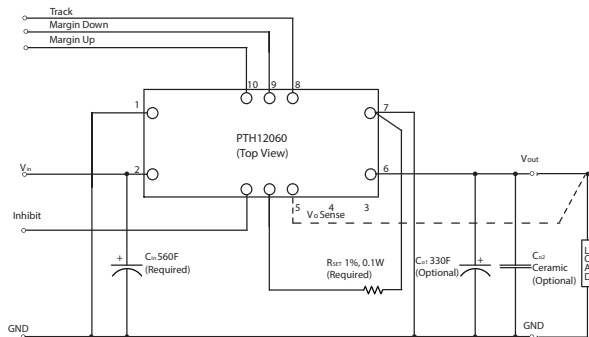 Track
Margin Down
Margin Up
10 9 8
1
7
PTH12060
(Top View)
Vin
2
6
Vout
5 4 3
Inhibit
Vo Sense
Cin 560F
(Required)
+
RSET 1%, 0.1W
(Required)
Co1 330F
(Optional)
+
Co2
Ceramic
(Optional)
L
O
A
D
GND
GND